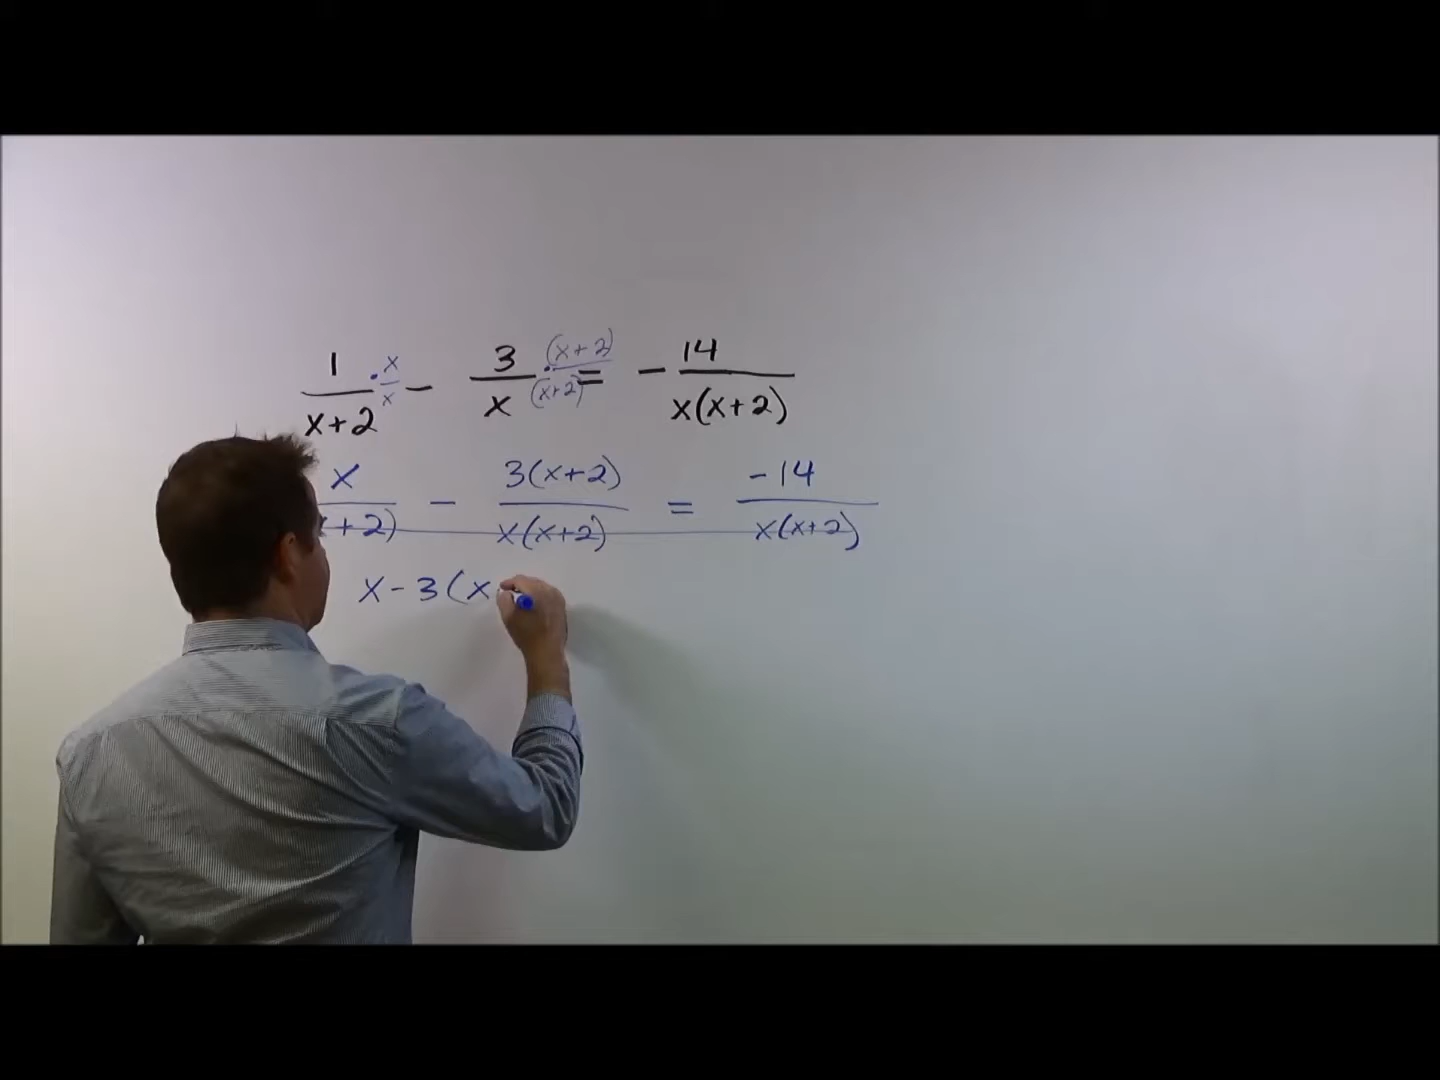 1/x+2 · x/x - 3/x · (x+2)/(x+2) = - 14/x(x+2)
x/+2) - 3(x+2)/x(x+2) = -14/x(x+2)
x-3(x